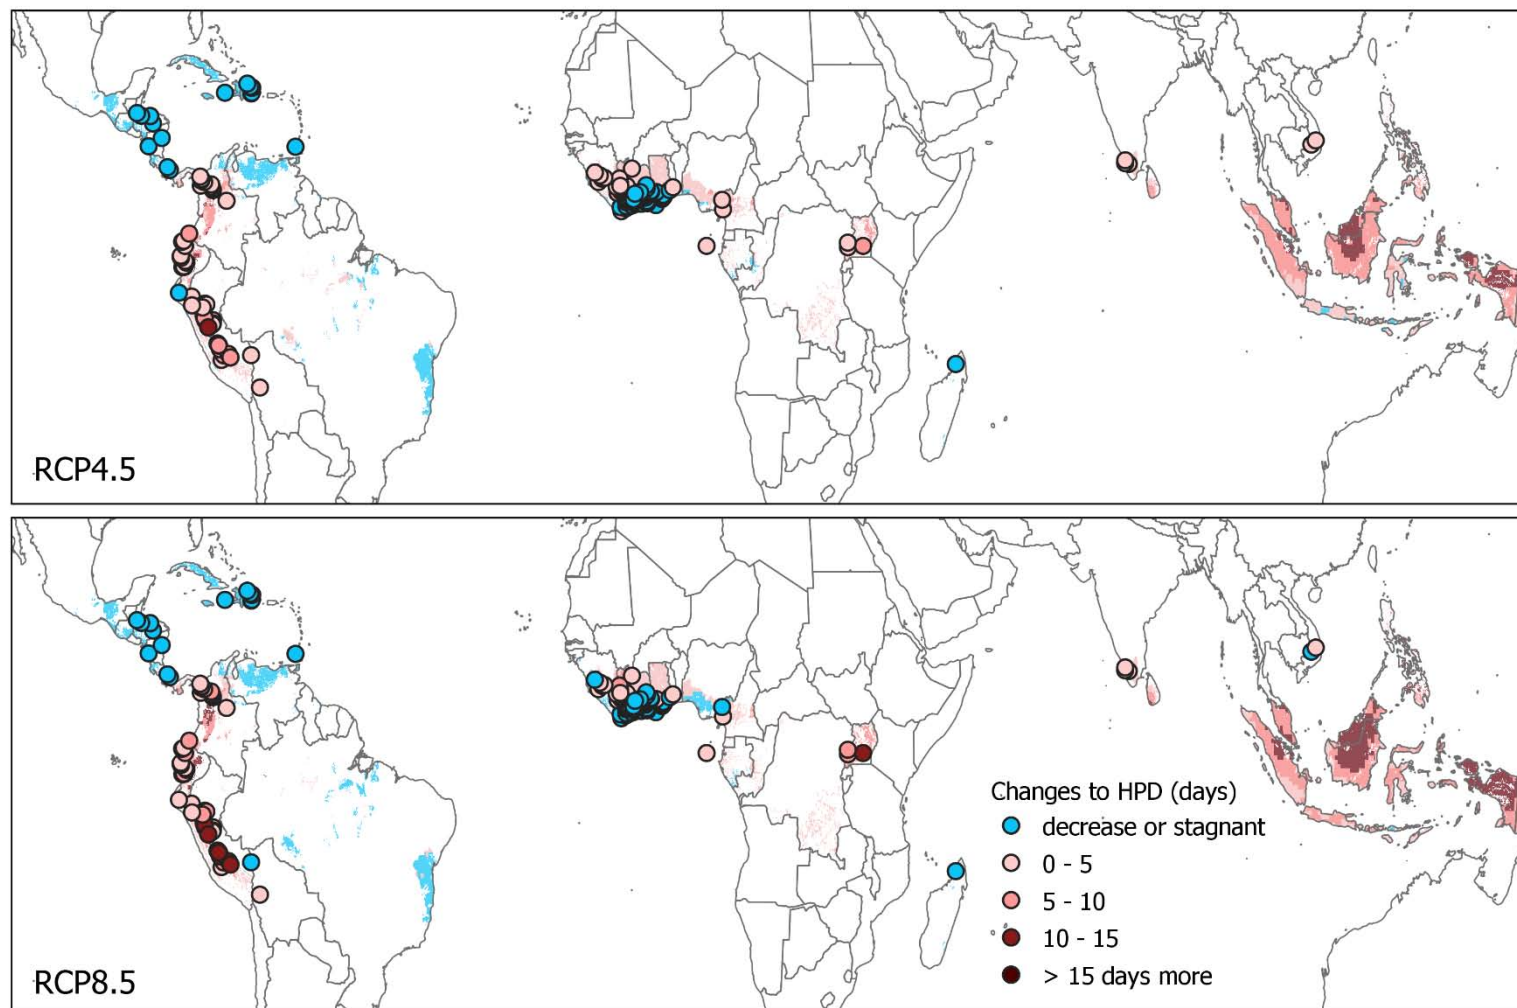 RCP4.5
Changes to HPD (days)
decrease or stagnant
0 - 5
5 - 10
10 - 15
> 15 days more
RCP8.5